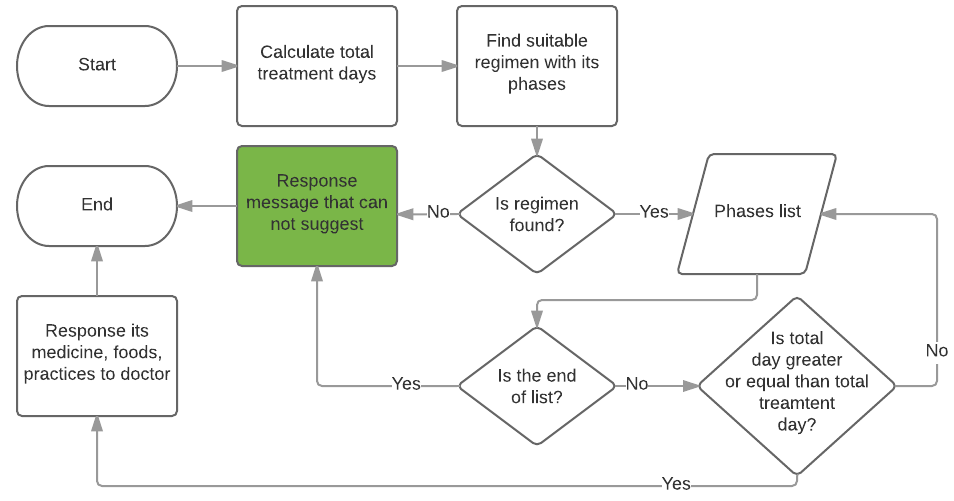 Start
Calculate total
treatment days
Find suitable
regimen with its
phases
End
Response
message that can
not suggest
No
Is regimen
found?
Yes
Phases list
Response its
medicine, foods,
practices to doctor
Yes
Is the end
of list?
No
Is total
day greater
or equal than total
treamtent
day?
No
Yes